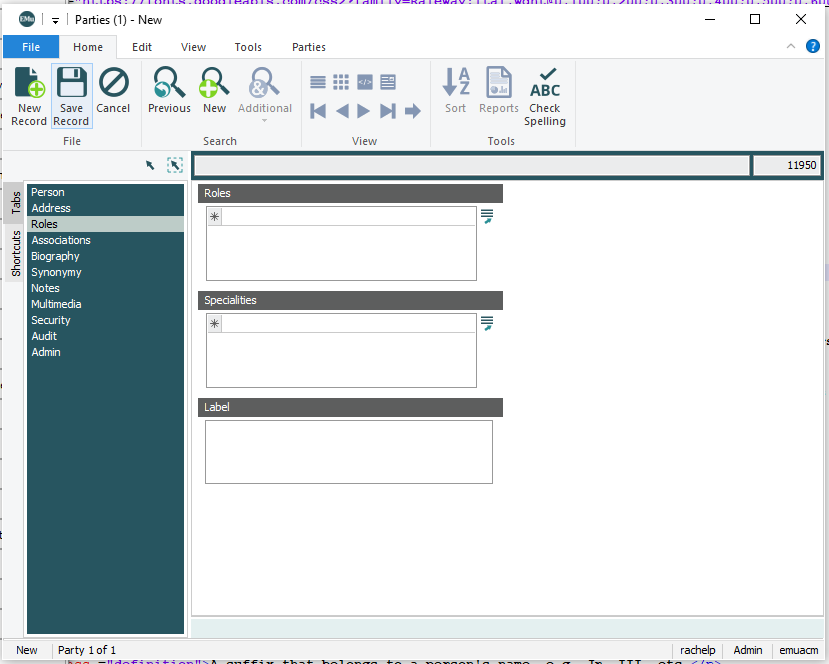 EMu Parties (1) - New
File Home Edit View Tools Parties
New Record Save Record Cancel
File
Previous New Additional
Search
View
Sort Reports ABC Check Spelling
Tools
11950
Tabs
Shortcuts
Person
Address
Roles
Associations
Biography
Synonymy
Notes
Multimedia
Security
Audit
Admin
Roles
Specialities
Label
New Party 1 of 1 rachelp Admin emuacm